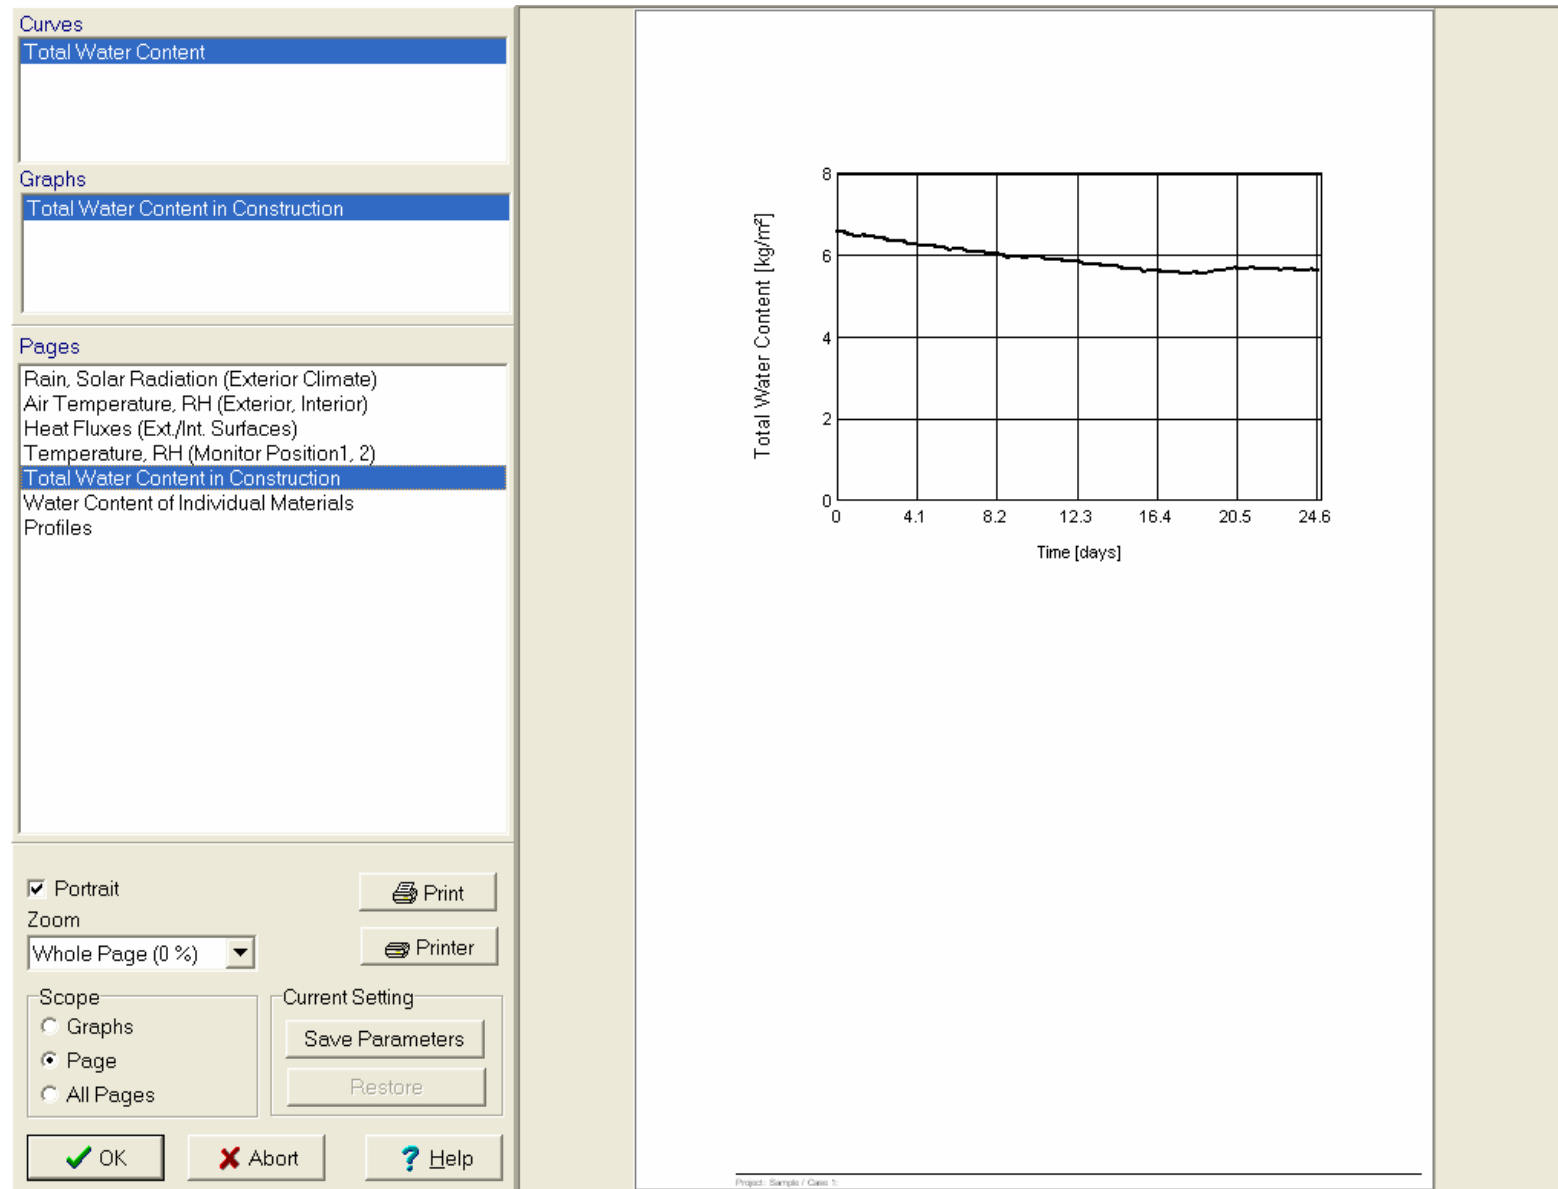 Curves
Total Water Content
Graphs
Total Water Content in Construction
Pages
Rain, Solar Radiation (Exterior Climate)
Air Temperature, RH (Exterior, Interior)
Heat Fluxes (Ext./Int. Surfaces)
Temperature, RH (Monitor Position1, 2)
Total Water Content in Construction
Water Content of Individual Materials
Profiles
Portrait
Print
Zoom
Whole Page (0 %)
Printer
Scope
Graphs
Page
All Pages
Current Setting
Save Parameters
Restore
OK
Abort
Help
Total Water Content [kg/m²]
8
6
4
2
0
0 4.1 8.2 12.3 16.4 20.5 24.6
Time [days]
Project: Sample / Case 1: